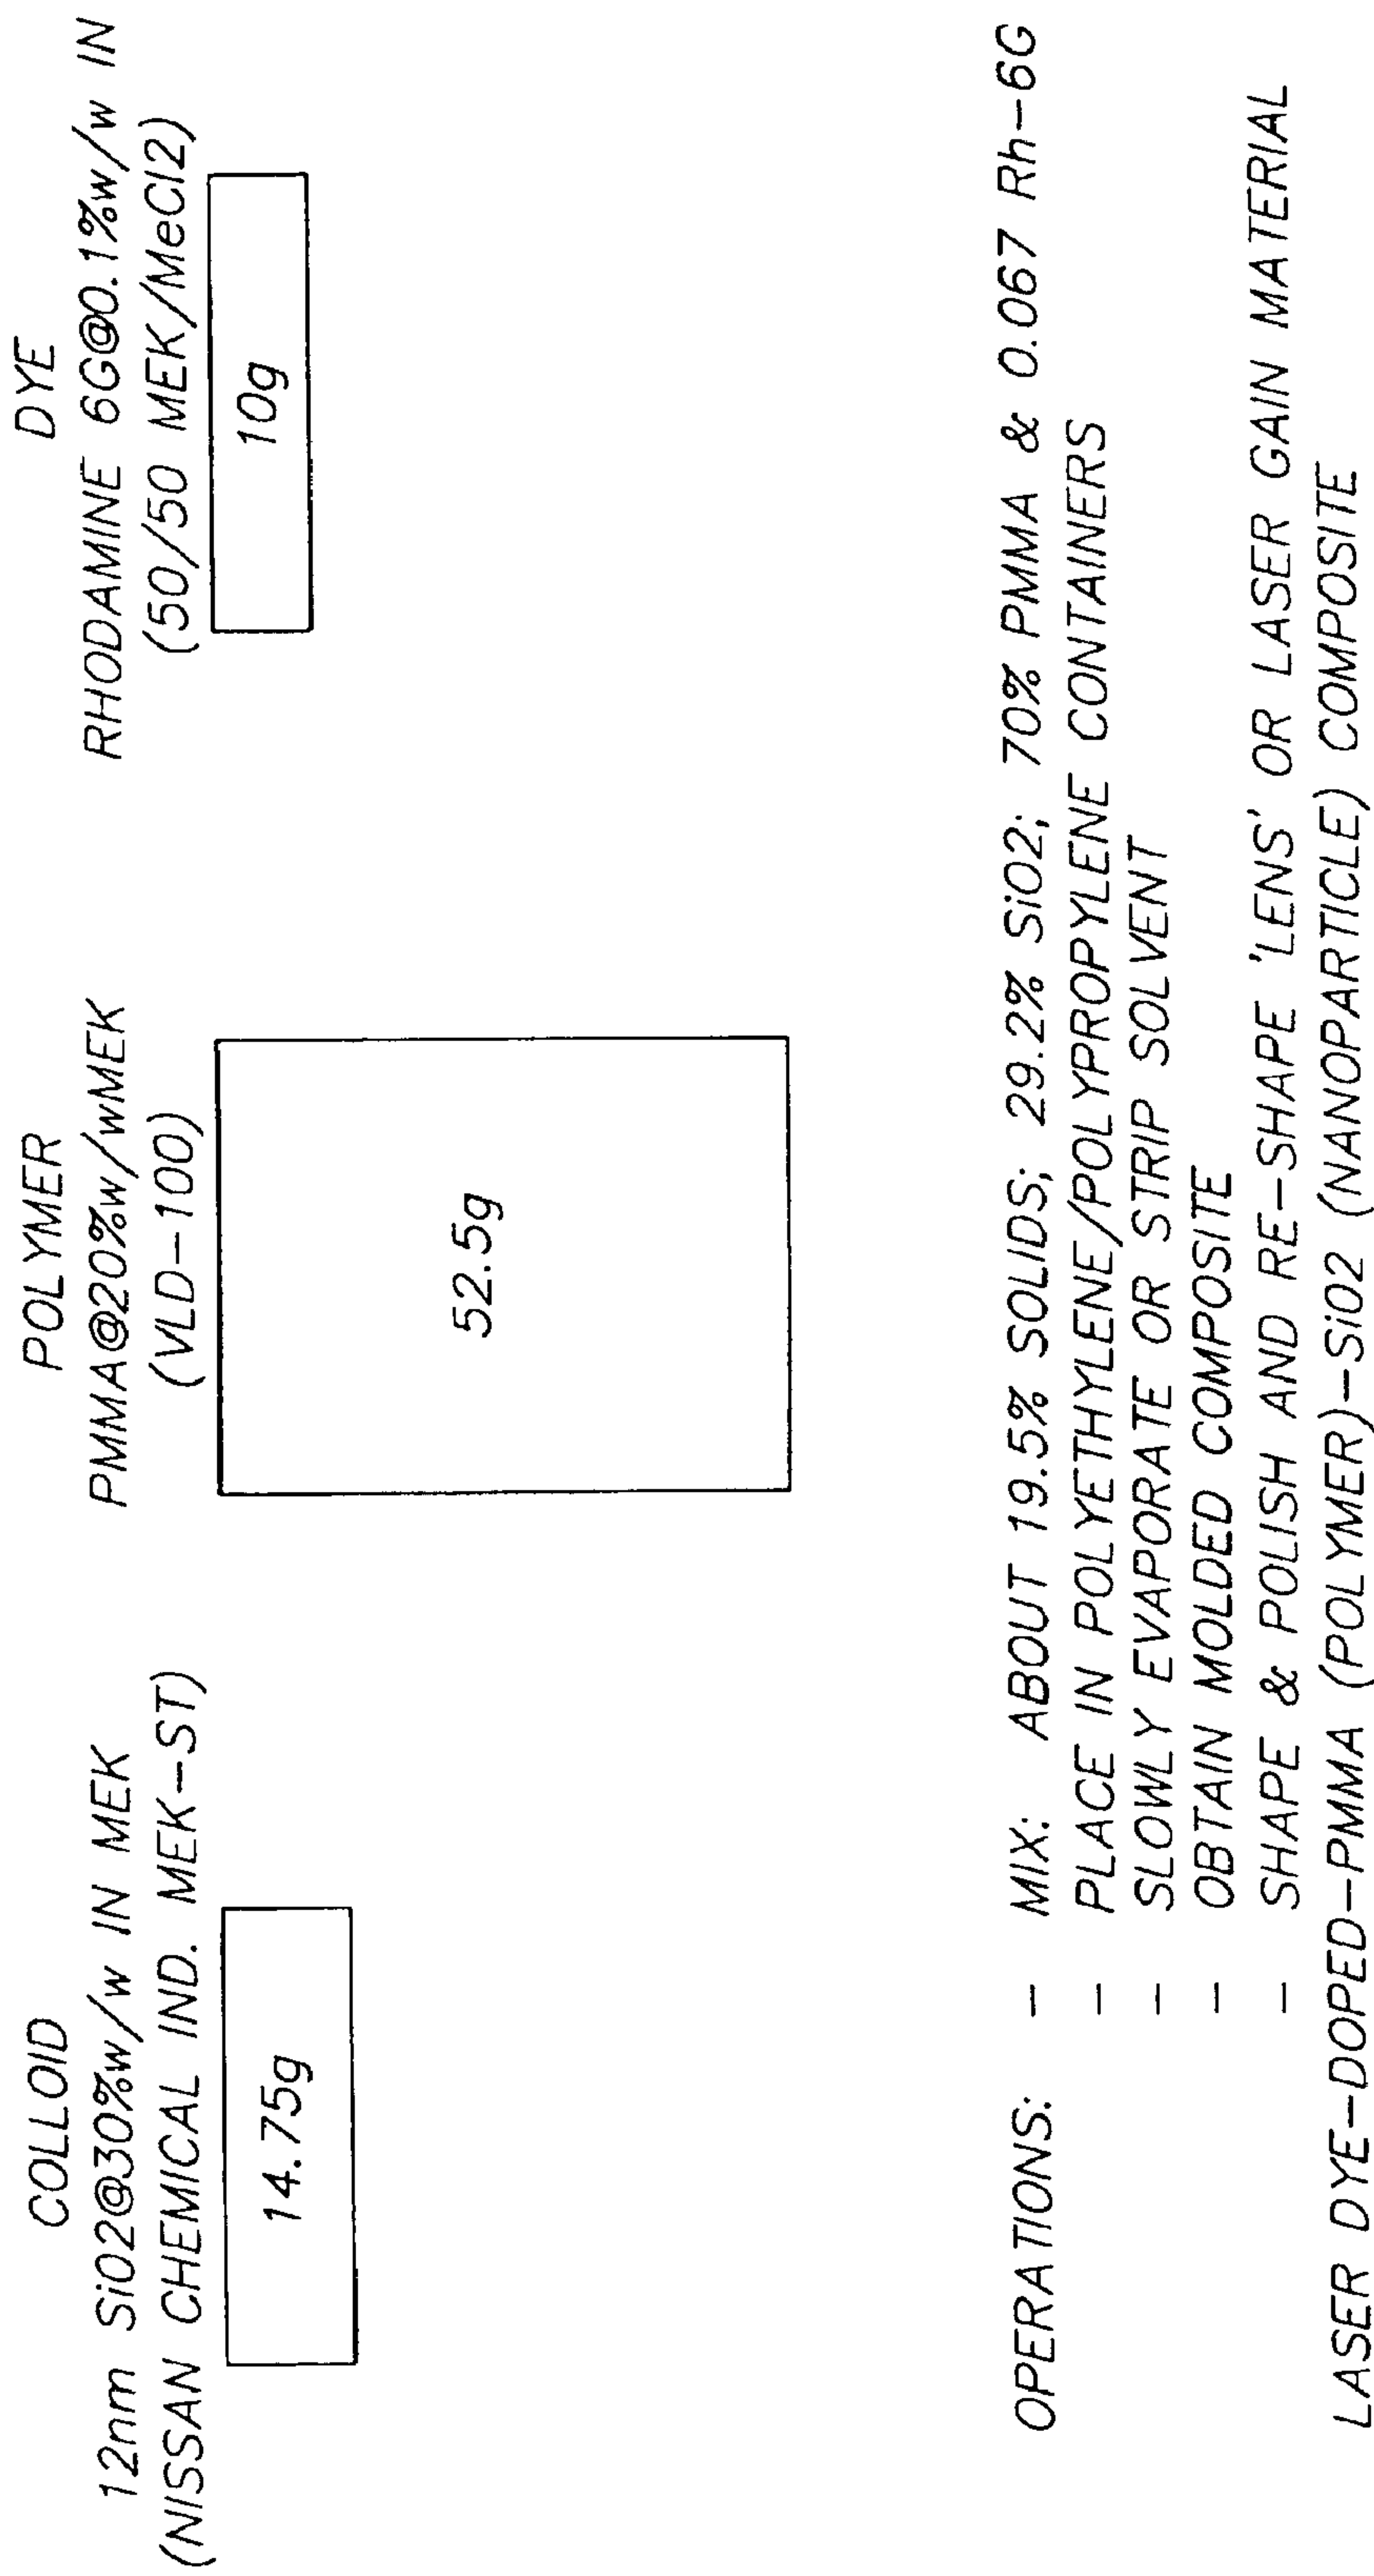 COLLOID
12nm SiO2@30%w/w IN MEK
(NISSAN CHEMICAL IND. MEK-ST)
14.75g
POLYMER
PMMA@20%w/wMEK
(VLD-100)
52.5g
DYE
RHODAMINE 6G@0.1%w/w IN
(50/50 MEK/MeCl2)
10g
OPERATIONS: - MIX: ABOUT 19.5% SOLIDS; 29.2% SiO2; 70% PMMA & 0.067 Rh-6G
- PLACE IN POLYETHYLENE/POLYPROPYLENE CONTAINERS
- SLOWLY EVAPORATE OR STRIP SOLVENT
- OBTAIN MOLDED COMPOSITE
- SHAPE & POLISH AND RE-SHAPE 'LENS' OR LASER GAIN MATERIAL
LASER DYE-DOPED-PMMA (POLYMER)-SiO2 (NANOPARTICLE) COMPOSITE